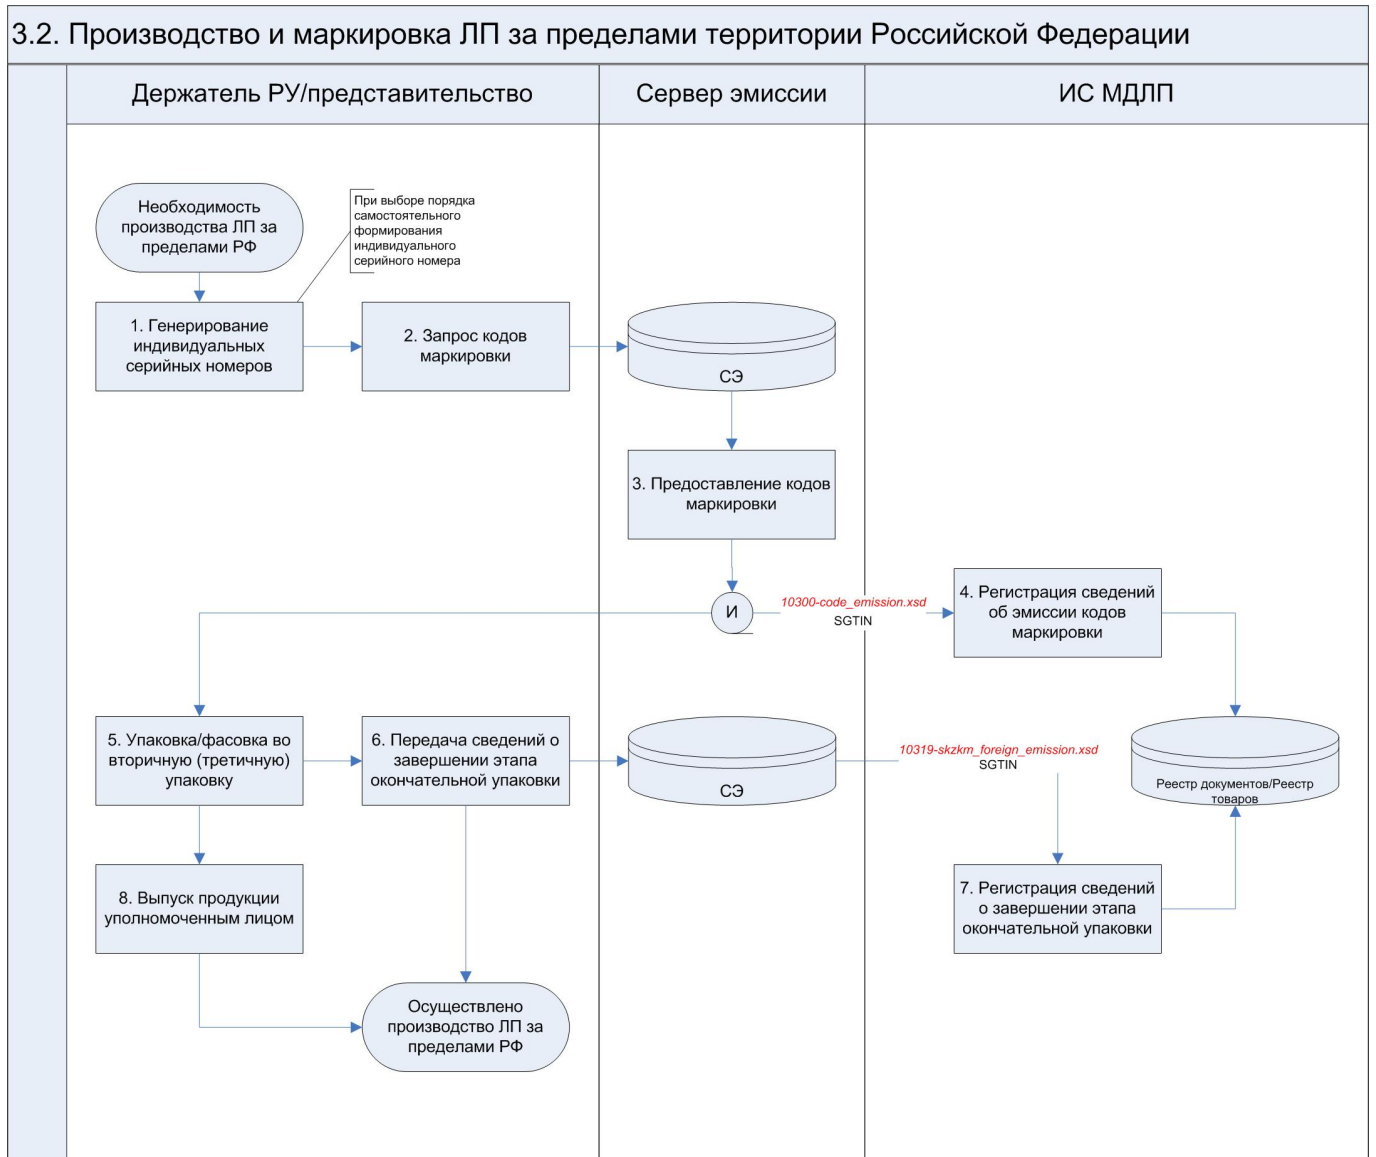 3.2. Производство и маркировка ЛП за пределами территории Российской Федерации
Держатель РУ/представительство
Сервер эмиссии
ИС МДЛП
Необходимость
производства ЛП за
пределами РФ
При выборе порядка
самостоятельного
формирования
индивидуального
серийного номера
1. Генерирование
индивидуальных
серийных номеров
2. Запрос кодов
маркировки
СЭ
3. Предоставление кодов
маркировки
И
10300-code_emission.xsd
SGTIN
4. Регистрация сведений
об эмиссии кодов
маркировки
5. Упаковка/фасовка во
вторичную (третичную)
упаковку
6. Передача сведений о
завершении этапа
окончательной упаковки
СЭ
10319-skzkm_foreign_emission.xsd
SGTIN
Реестр документов/Реестр
товаров
8. Выпуск продукции
уполномоченным лицом
7. Регистрация сведений
о завершении этапа
окончательной упаковки
Осуществлено
производство ЛП за
пределами РФ